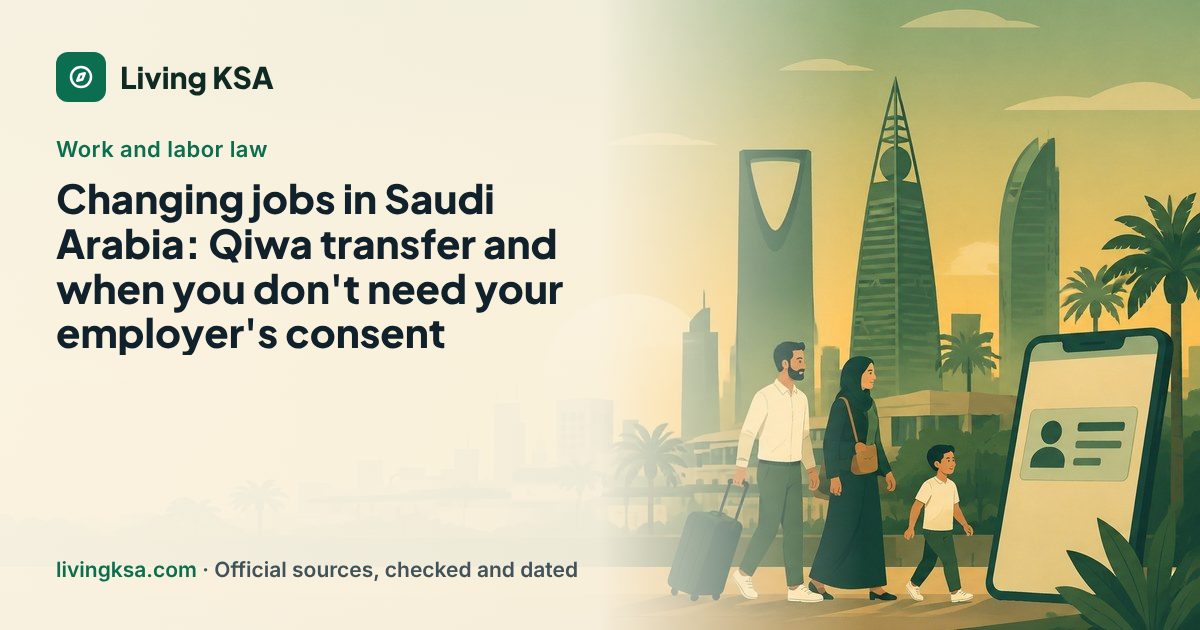 Living KSA
Work and labor law
Changing jobs in Saudi
Arabia: Qiwa transfer and
when you don't need your
employer's consent
livingksa.com · Official sources, checked and dated